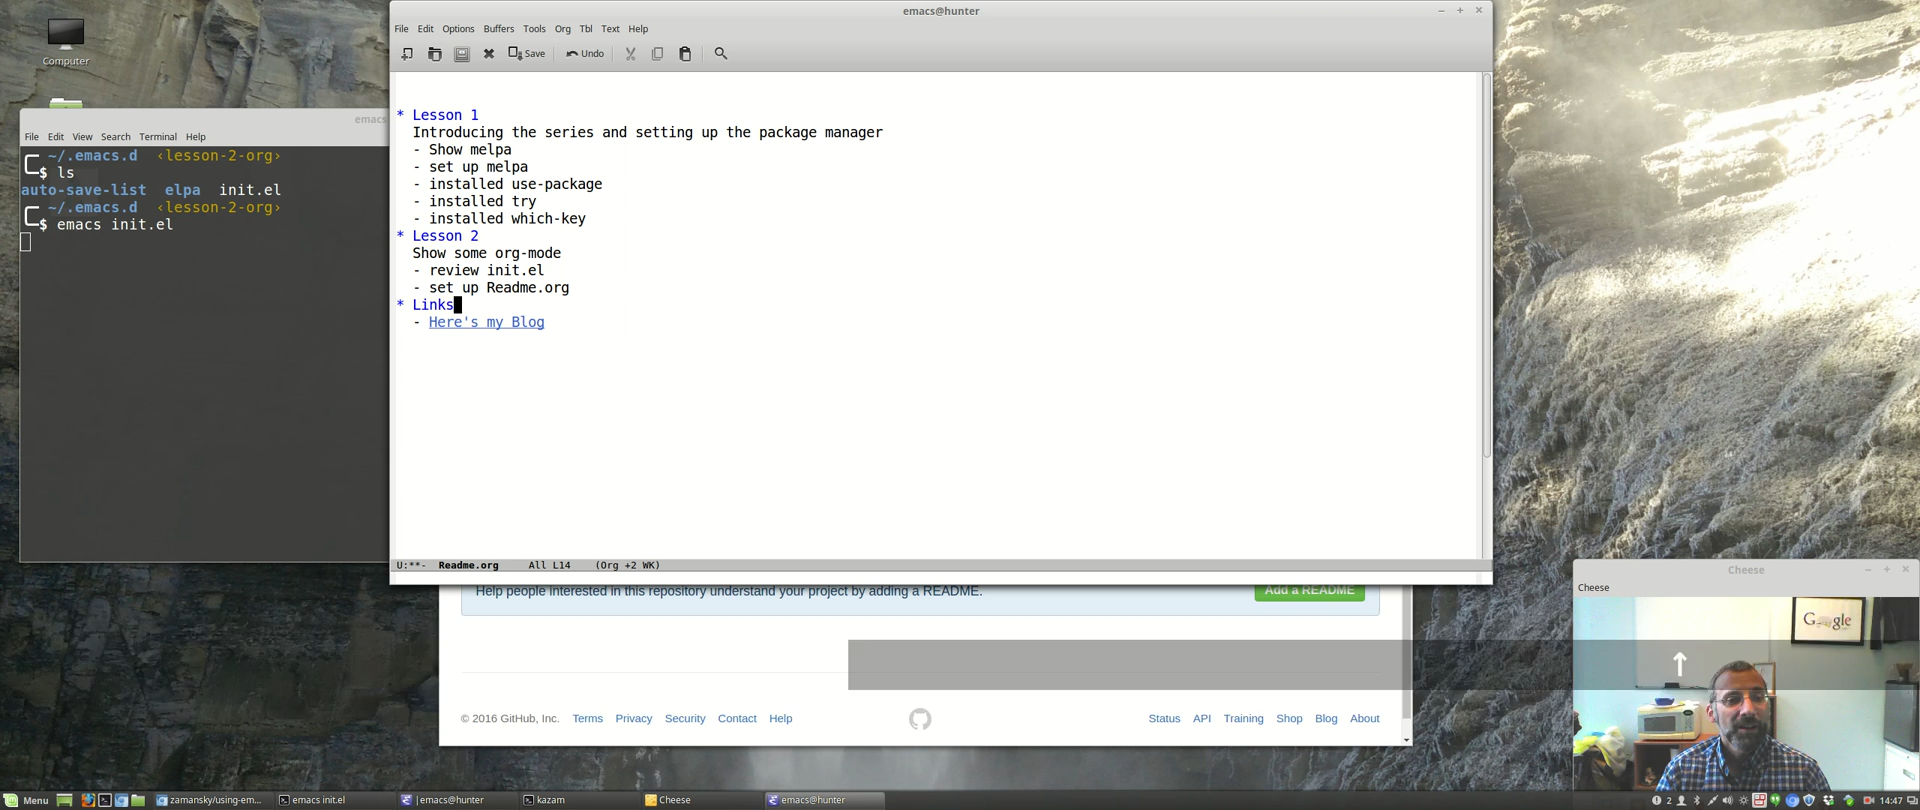 Computer
emacs@hunter
File Edit Options Buffers Tools Org Tbl Text Help
Save Undo
* Lesson 1
Introducing the series and setting up the package manager
- Show melpa
- set up melpa
- installed use-package
- installed try
- installed which-key
* Lesson 2
Show some org-mode
- review init.el
- set up Readme.org
* Links
- Here's my Blog
U:**- Readme.org All L14 (Org +2 WK)
emacs
File Edit View Search Terminal Help
~/.emacs.d ‹lesson-2-org›
$ ls
auto-save-list elpa init.el
~/.emacs.d ‹lesson-2-org›
$ emacs init.el
Help people interested in this repository understand your project by adding a README.
Add a README
© 2016 GitHub, Inc. Terms Privacy Security Contact Help
Status API Training Shop Blog About
Cheese
Cheese
Google
Menu
zamansky/using-em...
emacs init.el
emacs@hunter
kazam
Cheese
emacs@hunter
2
14:47